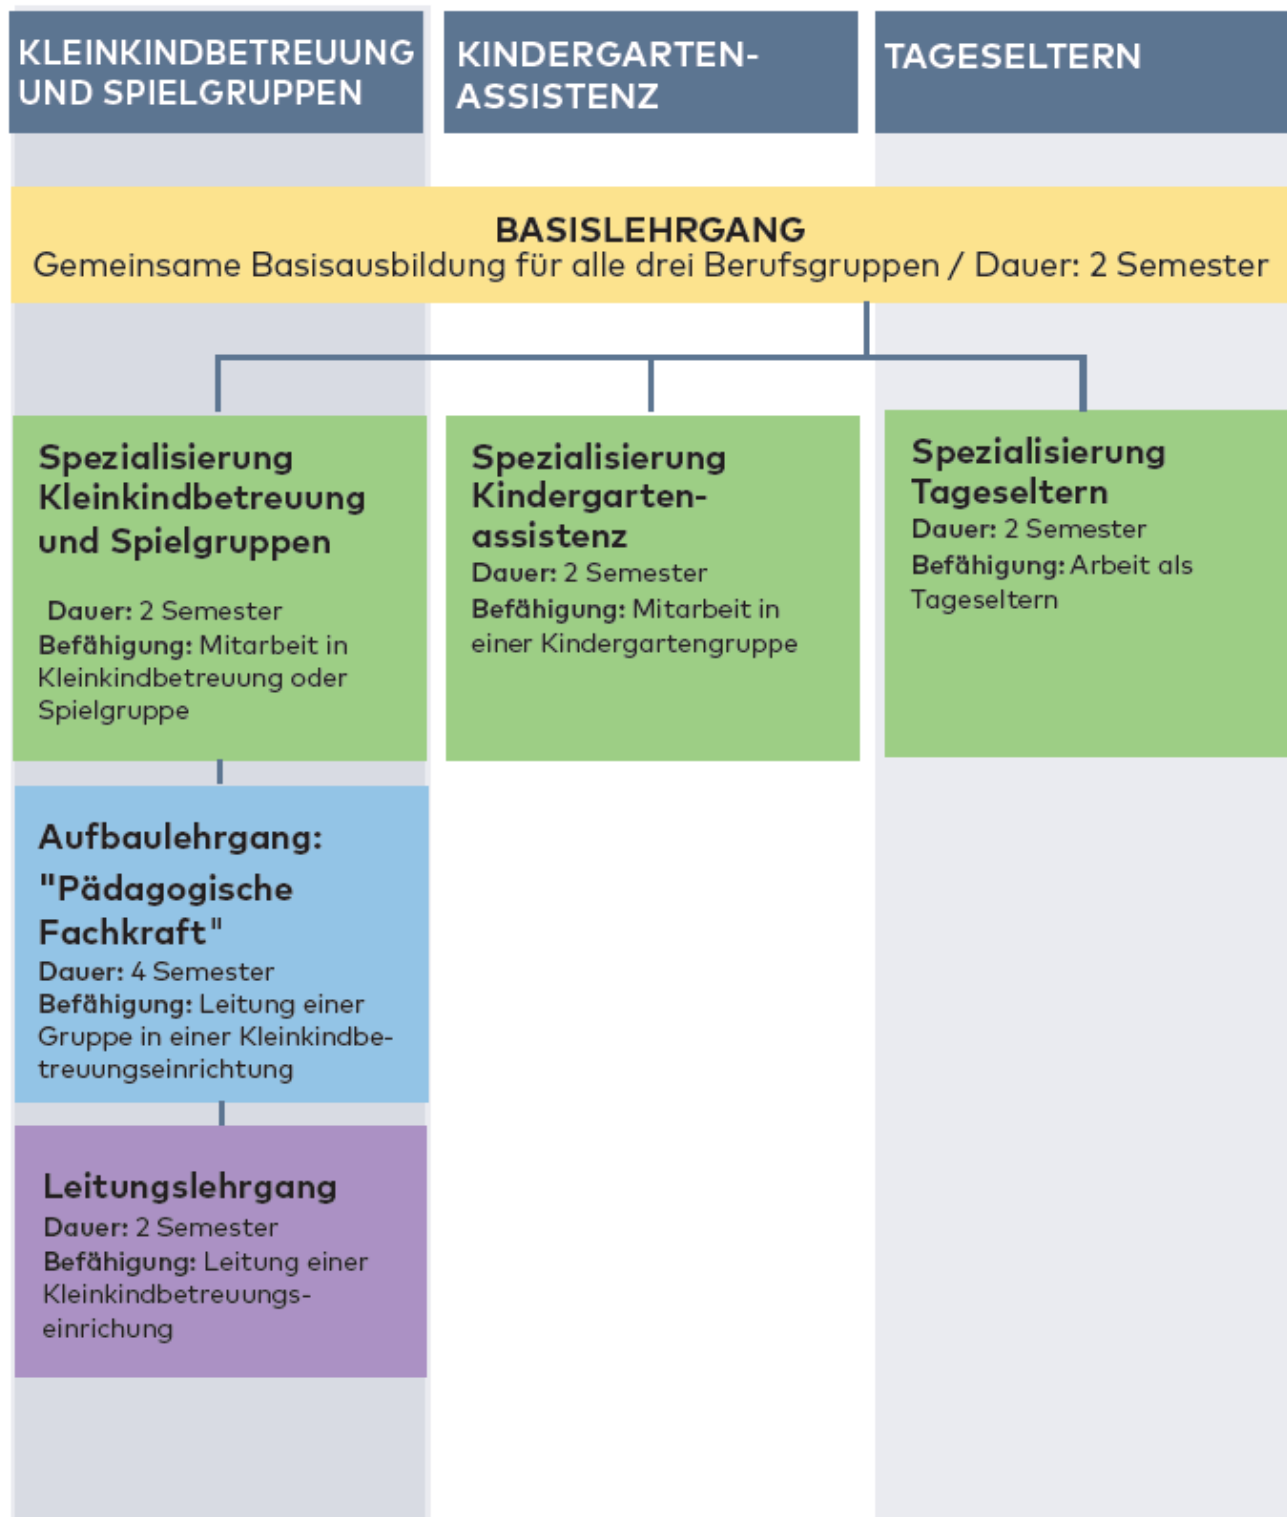 KLEINKINDBETREUUNG
UND SPIELGRUPPEN
KINDERGARTEN-
ASSISTENZ
TAGESELTERN
BASISLEHRGANG
Gemeinsame Basisausbildung für alle drei Berufsgruppen / Dauer: 2 Semester
Spezialisierung
Kleinkindbetreuung
und Spielgruppen
Dauer: 2 Semester
Befähigung: Mitarbeit in
Kleinkindbetreuung oder
Spielgruppe
Spezialisierung
Kindergarten-
assistenz
Dauer: 2 Semester
Befähigung: Mitarbeit in
einer Kindergartengruppe
Spezialisierung
Tageseltern
Dauer: 2 Semester
Befähigung: Arbeit als
Tageseltern
Aufbaulehrgang:
"Pädagogische
Fachkraft"
Dauer: 4 Semester
Befähigung: Leitung einer
Gruppe in einer Kleinkindbe-
treuungseinrichtung
Leitungslehrgang
Dauer: 2 Semester
Befähigung: Leitung einer
Kleinkindbetreuungs-
einrichung